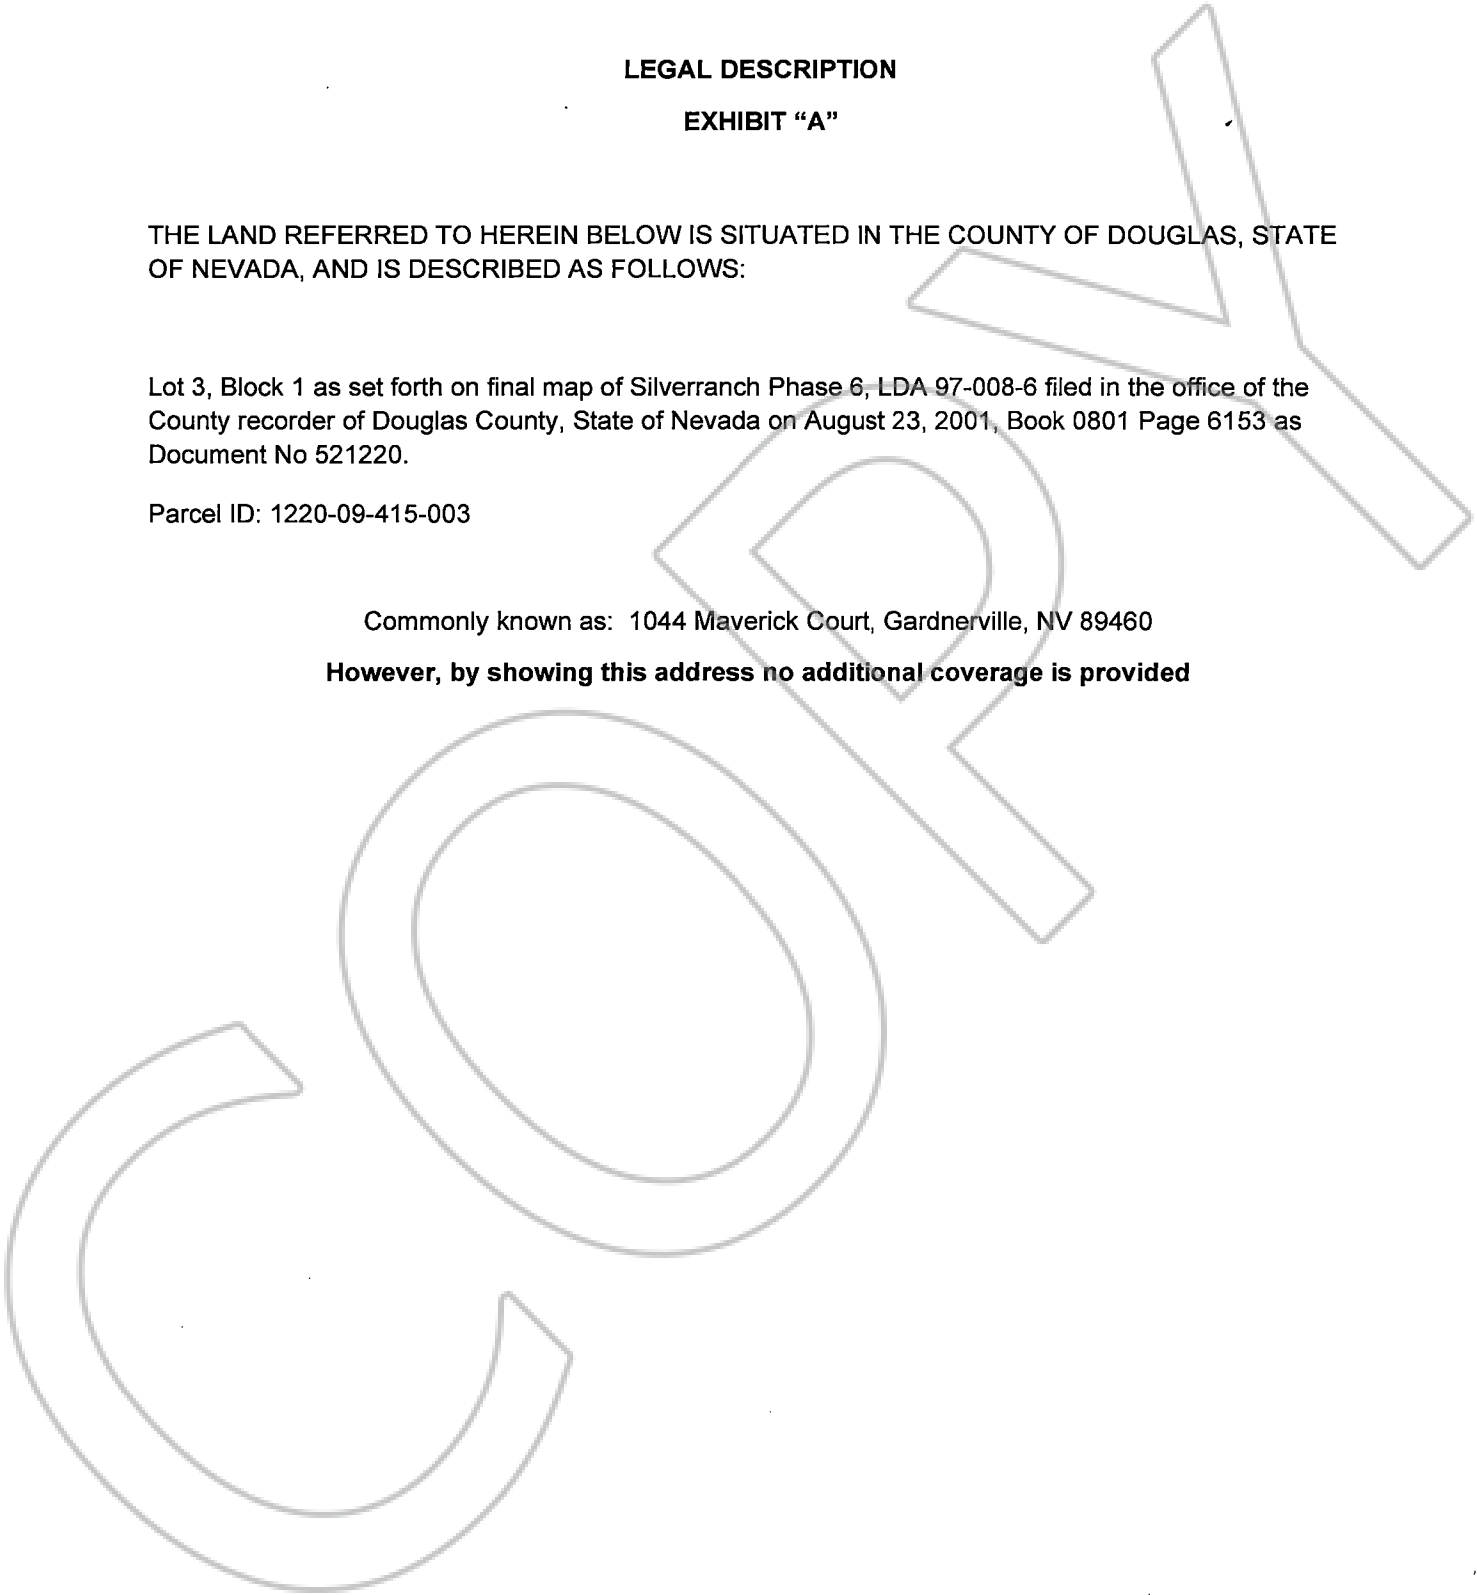 LEGAL DESCRIPTION
EXHIBIT “A”
THE LAND REFERRED TO HEREIN BELOW IS SITUATED IN THE COUNTY OF DOUGLAS, STATE
OF NEVADA, AND IS DESCRIBED AS FOLLOWS:
Lot 3, Block 1 as set forth on final map of Silverranch Phase 6, LDA 97-008-6 filed in the office of the
County recorder of Douglas County, State of Nevada on August 23, 2001, Book 0801 Page 6153 as
Document No 521220.
Parcel ID: 1220-09-415-003
Commonly known as: 1044 Maverick Court, Gardnerville, NV 89460
However, by showing this address no additional coverage is provided
COPY